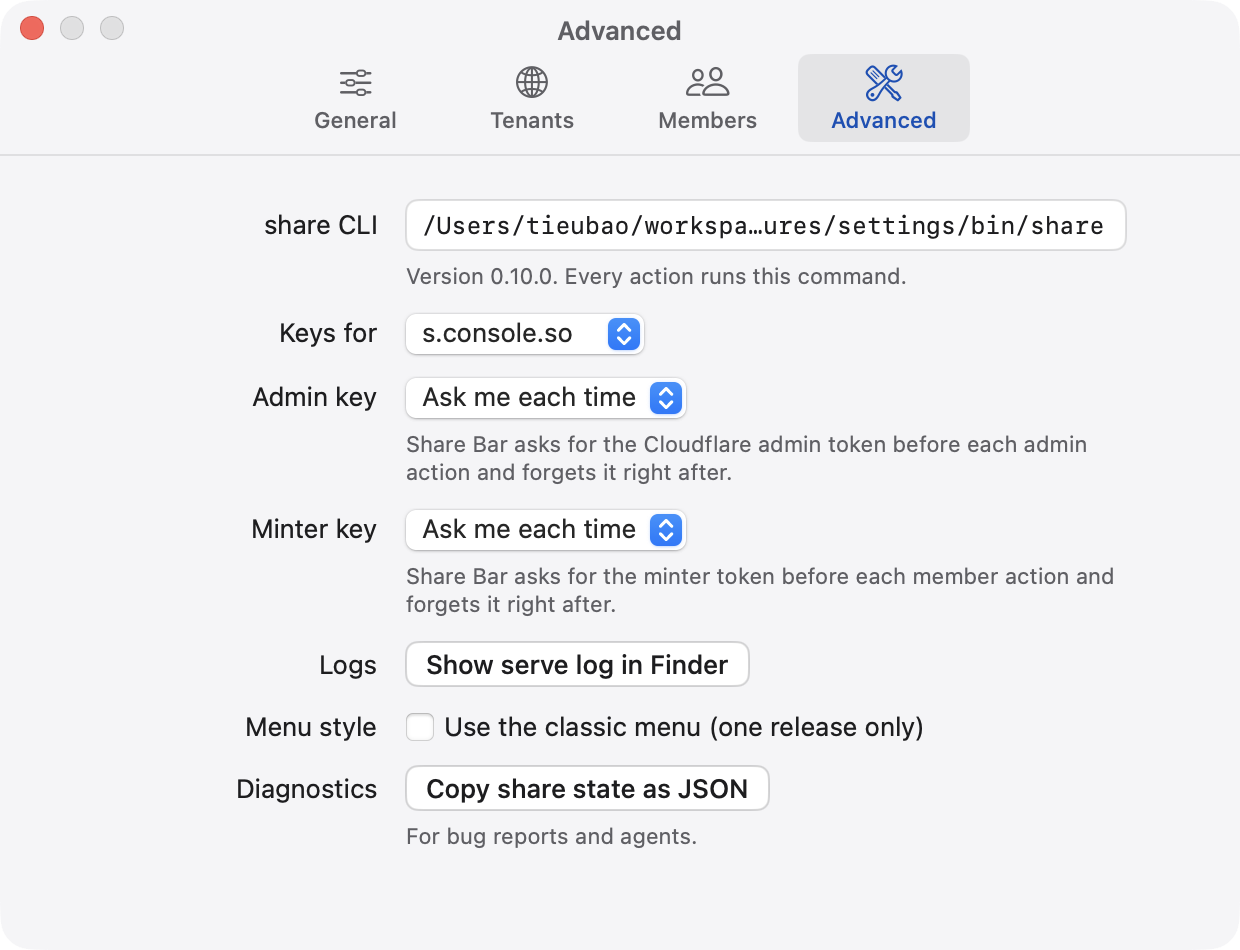 Advanced
General
Tenants
Members
Advanced
share CLI
/Users/tieubao/workspa…ures/settings/bin/share
Version 0.10.0. Every action runs this command.
Keys for
s.console.so
Admin key
Ask me each time
Share Bar asks for the Cloudflare admin token before each admin
action and forgets it right after.
Minter key
Ask me each time
Share Bar asks for the minter token before each member action and
forgets it right after.
Logs
Show serve log in Finder
Menu style
Use the classic menu (one release only)
Diagnostics
Copy share state as JSON
For bug reports and agents.